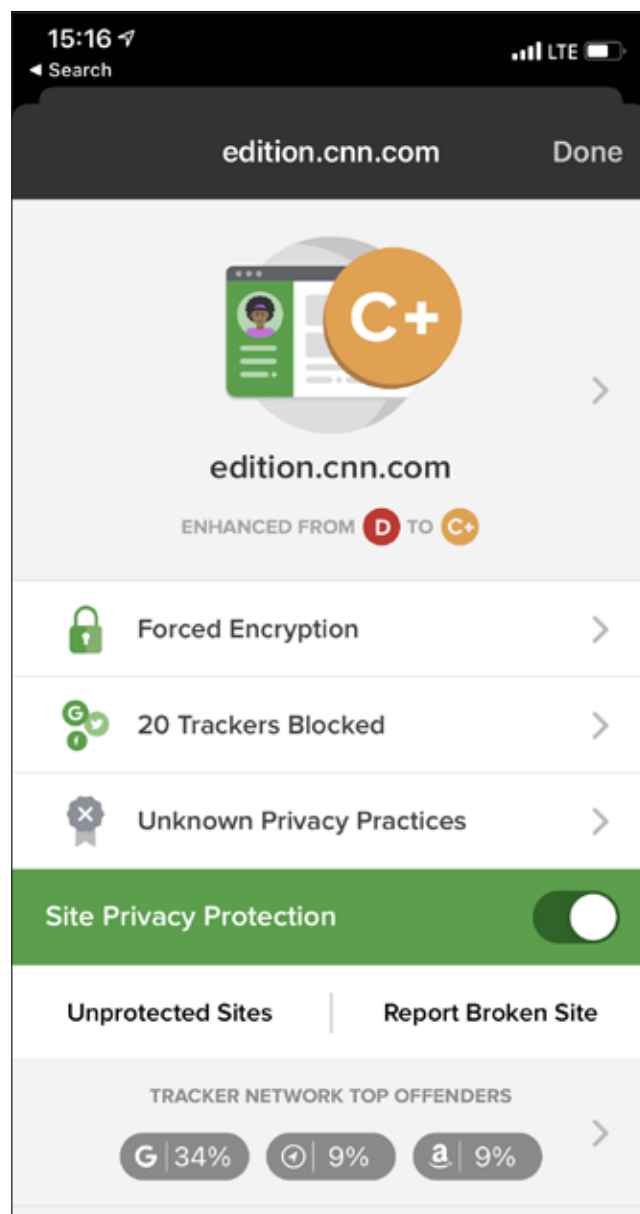 15:16
◀ Search
LTE
edition.cnn.com Done
C+
edition.cnn.com
ENHANCED FROM D TO C+
Forced Encryption
G
f
20 Trackers Blocked
Unknown Privacy Practices
Site Privacy Protection
Unprotected Sites | Report Broken Site
TRACKER NETWORK TOP OFFENDERS
G | 34% | 9% a | 9%